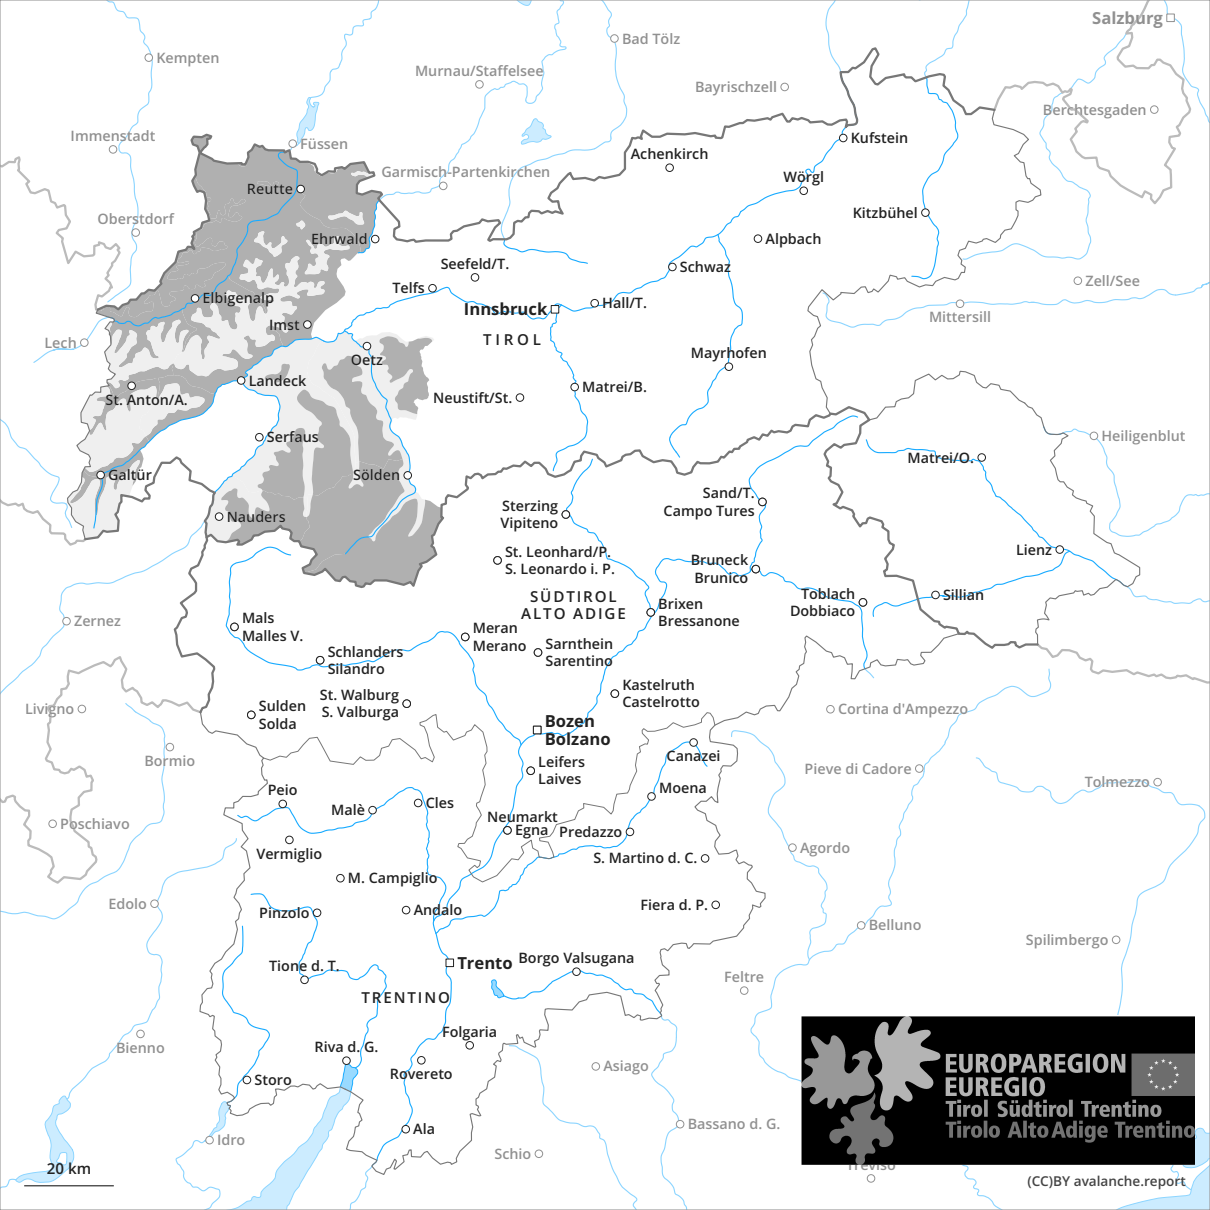 Salzburg
Bad Tölz
Kempten
Murnau/Staffelsee
Bayrischzell
Berchtesgaden
Immenstadt
Füssen
Kufstein
Achenkirch
Garmisch-Partenkirchen
Wörgl
Reutte
Oberstdorf
Kitzbühel
Ehrwald
Alpbach
Seefeld/T.
Schwaz
Zell/See
Telfs
Elbigenalp
Hall/T.
Innsbruck
Mittersill
Imst
TIROL
Lech
Oetz
Mayrhofen
Landeck
Matrei/B.
St. Anton/A.
Neustift/St.
Serfaus
Heiligenblut
Matrei/O.
Galtür
Sölden
Sand/T.
Campo Tures
Sterzing
Vipiteno
Nauders
Lienz
St. Leonhard/P.
S. Leonardo i. P.
Bruneck
Brunico
SÜDTIROL
ALTO ADIGE
Toblach
Dobbiaco
Sillian
Brixen
Bressanone
Zernez
Mals
Malles V.
Meran
Merano
Sarnthein
Sarentino
Schlanders
Silandro
Kastelruth
Castelrotto
St. Walburg
S. Valburga
Livigno
Sulden
Solda
Cortina d'Ampezzo
Bozen
Bolzano
Bormio
Canazei
Leifers
Laives
Pieve di Cadore
Tolmezzo
Peio
Moena
Malè
Cles
Neumarkt
Egna
Predazzo
Poschiavo
Vermiglio
S. Martino d. C.
Agordo
M. Campiglio
Edolo
Pinzolo
Andalo
Fiera d. P.
Belluno
Spilimbergo
Tione d. T.
Trento
Borgo Valsugana
Feltre
TRENTINO
Folgaria
Bienno
Riva d. G.
Rovereto
Asiago
Storo
EUROPAREGION
EUREGIO
Tirol Südtirol Trentino
Tirolo Alto Adige Trentino
Ala
Idro
Bassano d. G.
Schio
Treviso
20 km
(CC)BY avalanche.report